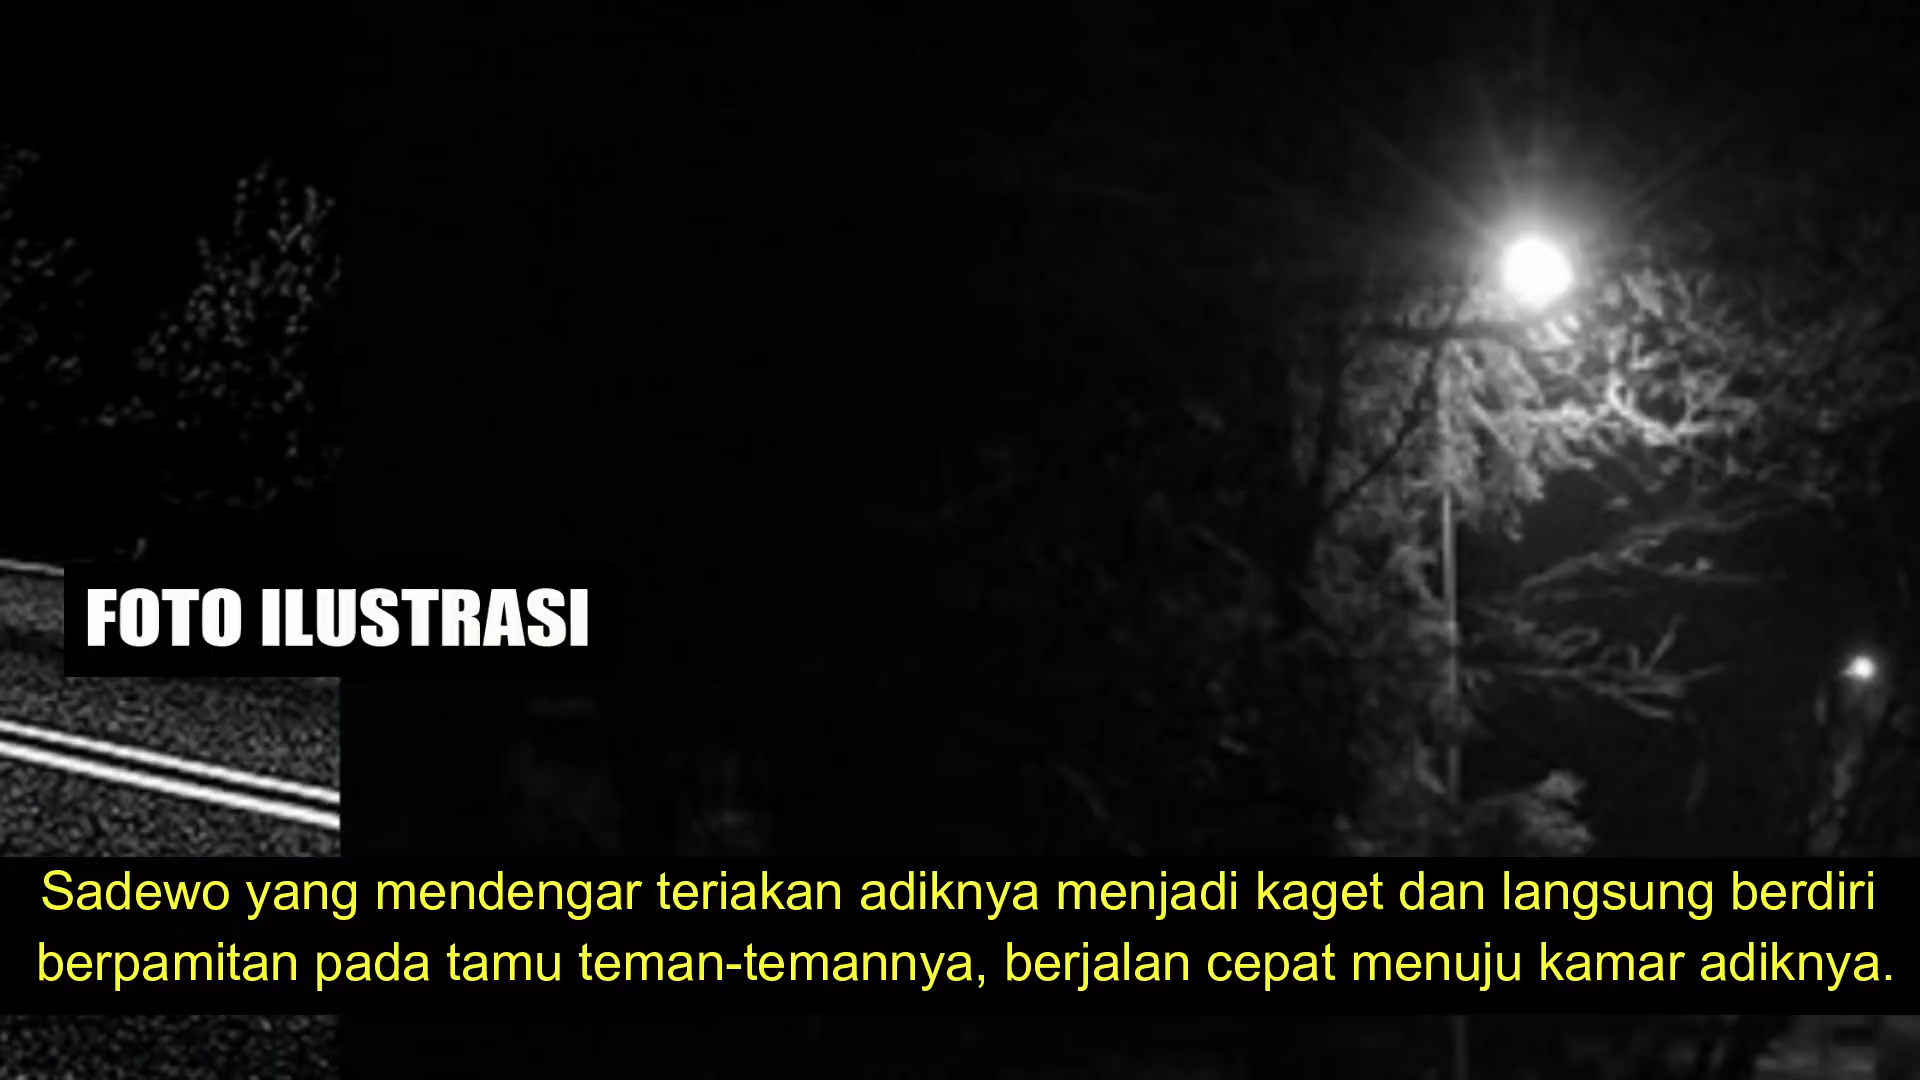 FOTO ILUSTRASI
Sadewo yang mendengar teriakan adiknya menjadi kaget dan langsung berdiri
berpamitan pada tamu teman-temannya, berjalan cepat menuju kamar adiknya.